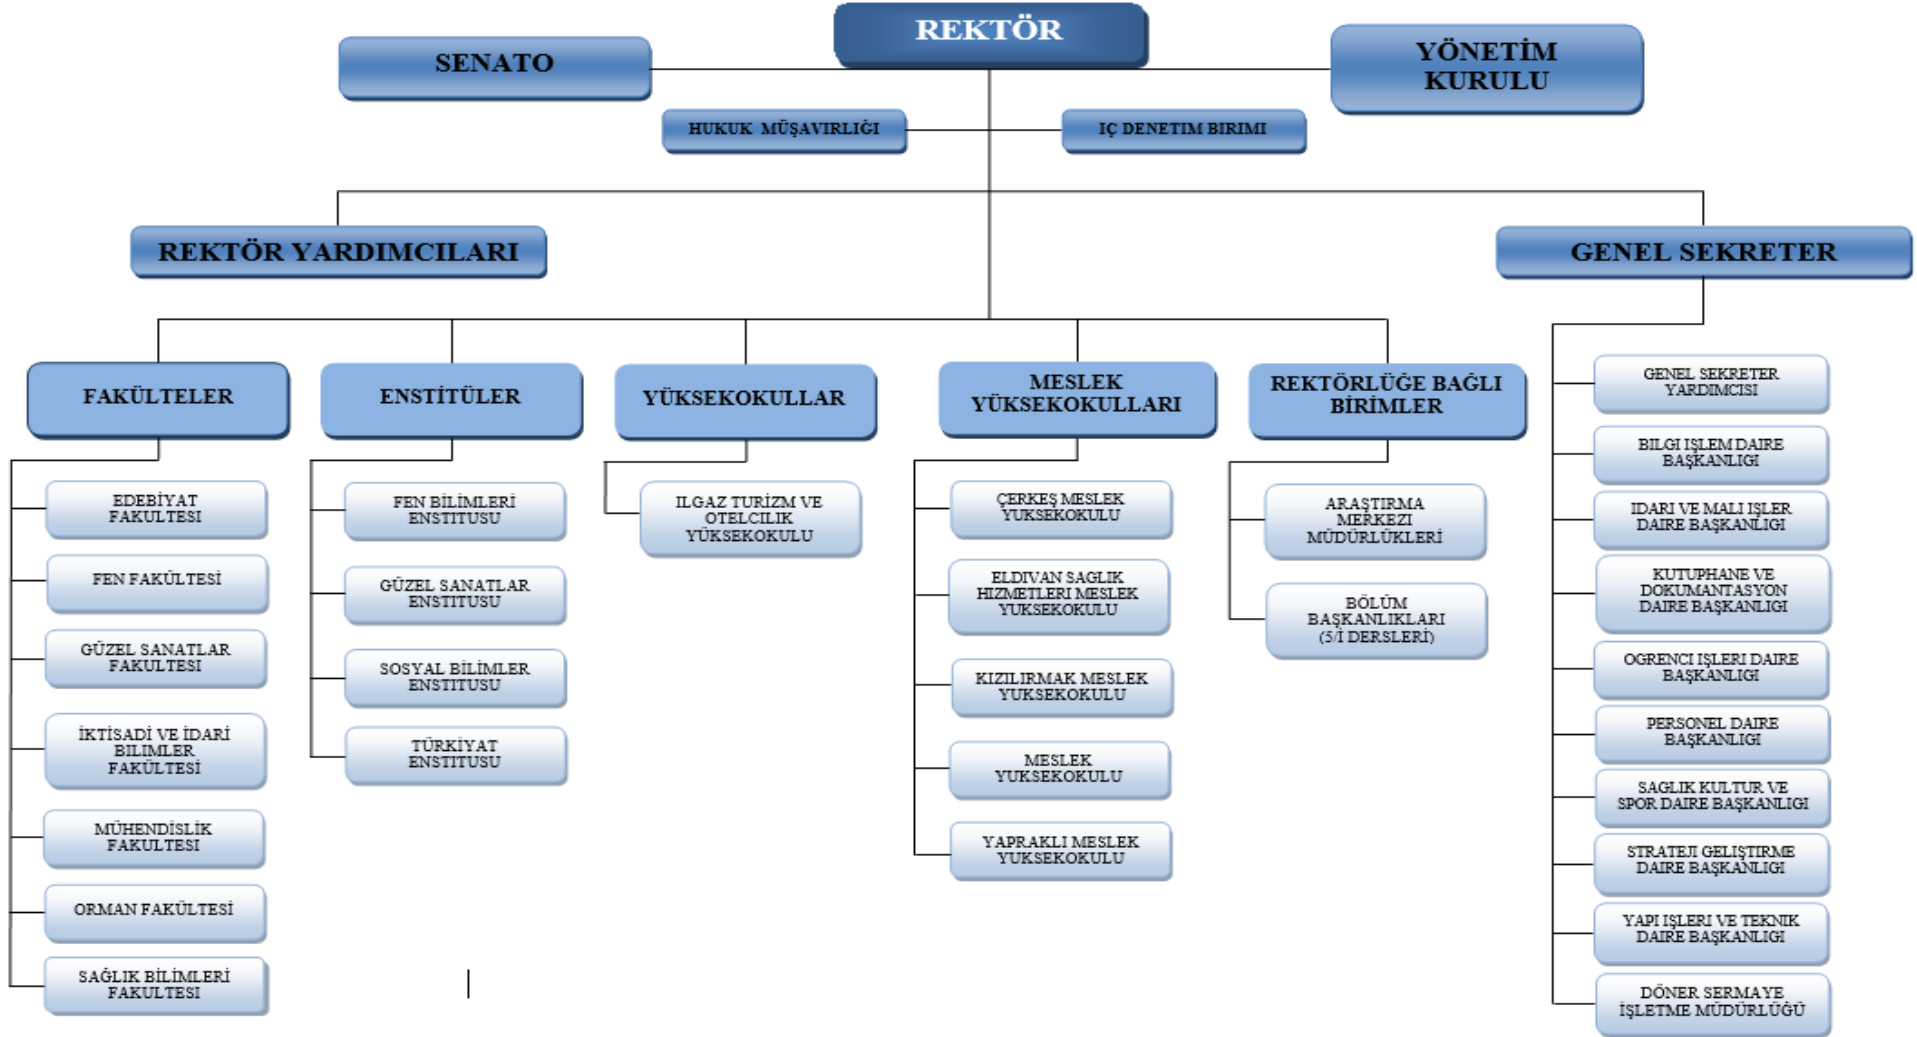 REKTÖR
SENATO
YÖNETİM
KURULU
HUKUK MÜŞAVIRLIĞI
IÇ DENETIM BIRIMI
REKTÖR YARDIMCILARI
GENEL SEKRETER
FAKÜLTELER
EDEBİYAT
FAKULTESI
FEN FAKÜLTESİ
GÜZEL SANATLAR
FAKULTESI
İKTİSADİ VE İDARİ
BILIMLER
FAKÜLTESİ
MÜHENDİSLİK
FAKULTESI
ORMAN FAKÜLTESİ
SAĞLIK BİLİMLERİ
FAKULTESI
ENSTİTÜLER
FEN BİLİMLERİ
ENSTITUSU
GÜZEL SANATLAR
ENSTITUSU
SOSYAL BİLİMLER
ENSTITUSU
TÜRKİYAT
ENSTITUSU
YÜKSEKOKULLAR
ILGAZ TURİZM VE
OTELCILIK
YÜKSEKOKULU
MESLEK
YÜKSEKOKULLARI
ÇERKEŞ MESLEK
YUKSEKOKULU
ELDIVAN SAGLIK
HIZMETLERI MESLEK
YUKSEKOKULU
KIZILIRMAK MESLEK
YUKSEKOKULU
MESLEK
YUKSEKOKULU
YAPRAKLI MESLEK
YUKSEKOKULU
REKTÖRLÜĞE BAĞLI
BİRİMLER
ARAŞTIRMA
MERKEZI
MÜDÜRLÜKLERİ
BÖLÜM
BAŞKANLIKLARI
(5/İ DERSLERİ)
GENEL SEKRETER
YARDIMCISI
BILGI IŞLEM DAIRE
BAŞKANLIGI
IDARI VE MALI IŞLER
DAIRE BAŞKANLIGI
KUTUPHANE VE
DOKUMANTASYON
DAIRE BAŞKANLIGI
OGRENCI IŞLERI DAIRE
BAŞKANLIGI
PERSONEL DAIRE
BAŞKANLIGI
SAGLIK KULTUR VE
SPOR DAIRE BAŞKANLIGI
STRATEJI GELIŞTIRME
DAIRE BAŞKANLIGI
YAPI IŞLERI VE TEKNIK
DAIRE BAŞKANLIGI
DÖNER SERMAYE
İŞLETME MÜDÜRLÜĞÜ